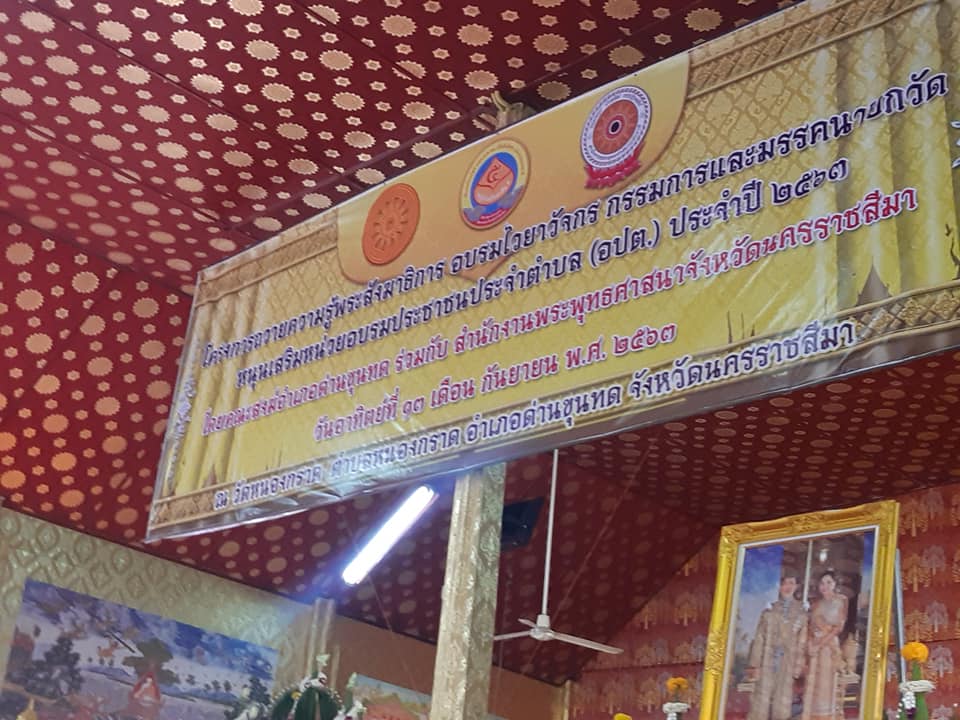 โครงการถวายความรู้พระสังฆาธิการ อบรมไวยาวัจกร กรรมการและมรรคนายกวัด
หนุนเสริมหน่วยอบรมประชาชนประจำตำบล (อปต.) ประจำปี ๒๕๖๓
โดยคณะสงฆ์อำเภอด่านขุนทด ร่วมกับ สำนักงานพระพุทธศาสนาจังหวัดนครราชสีมา
วันอาทิตย์ที่ ๑๓ เดือน กันยายน พ.ศ. ๒๕๖๓
ณ วัดหนองกราด ตำบลหนองกราด อำเภอด่านขุนทด จังหวัดนครราชสีมา